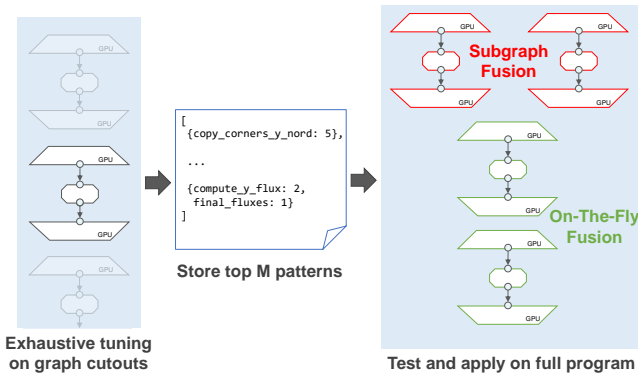 GPU
GPU
GPU
GPU
GPU
Exhaustive tuning
on graph cutouts
[
{copy_corners_y_nord: 5},
...
{compute_y_flux: 2,
final_fluxes: 1}
]
Store top M patterns
GPU
GPU
Subgraph
Fusion
GPU
GPU
GPU
GPU
On-The-Fly
Fusion
GPU
GPU
Test and apply on full program